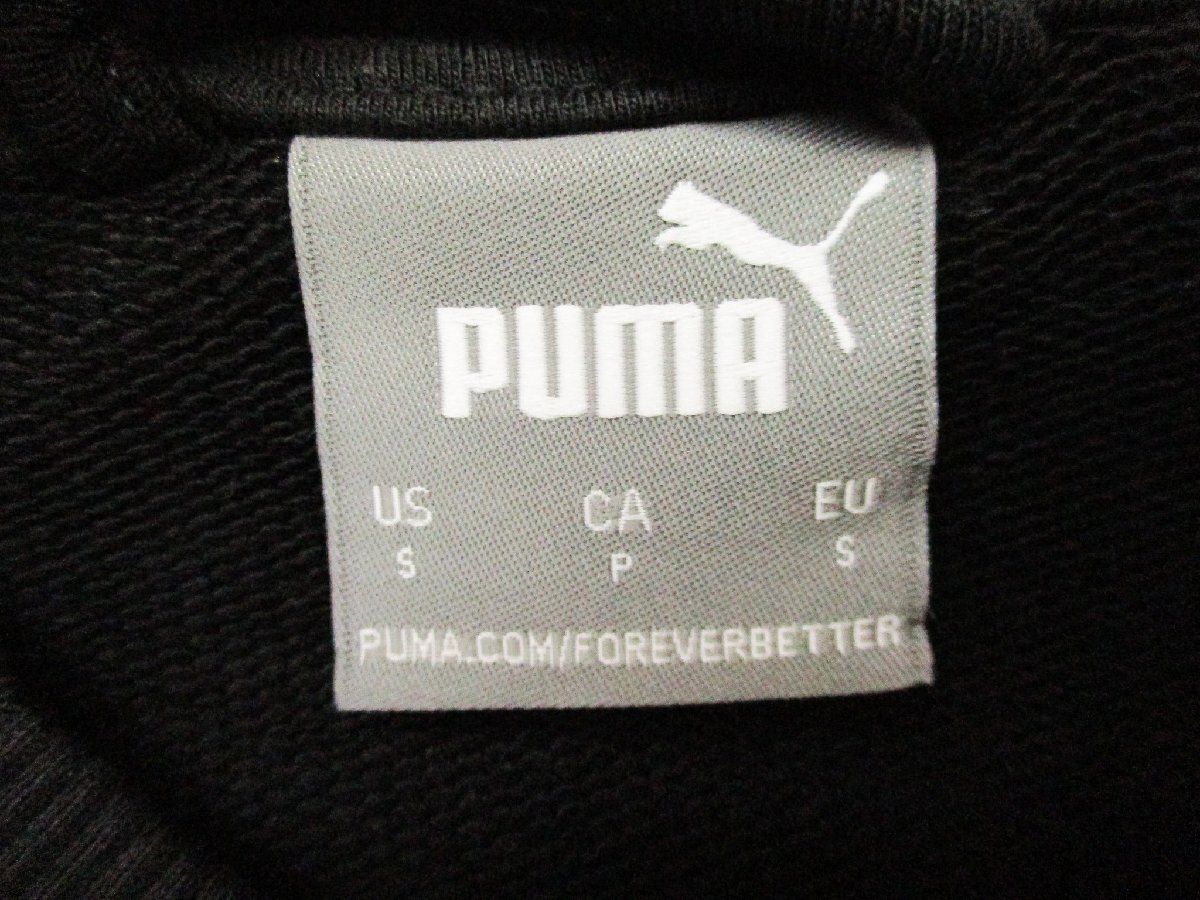 PUMA
US CA EU
S P S
PUMA.COM/FOREVERBETTER